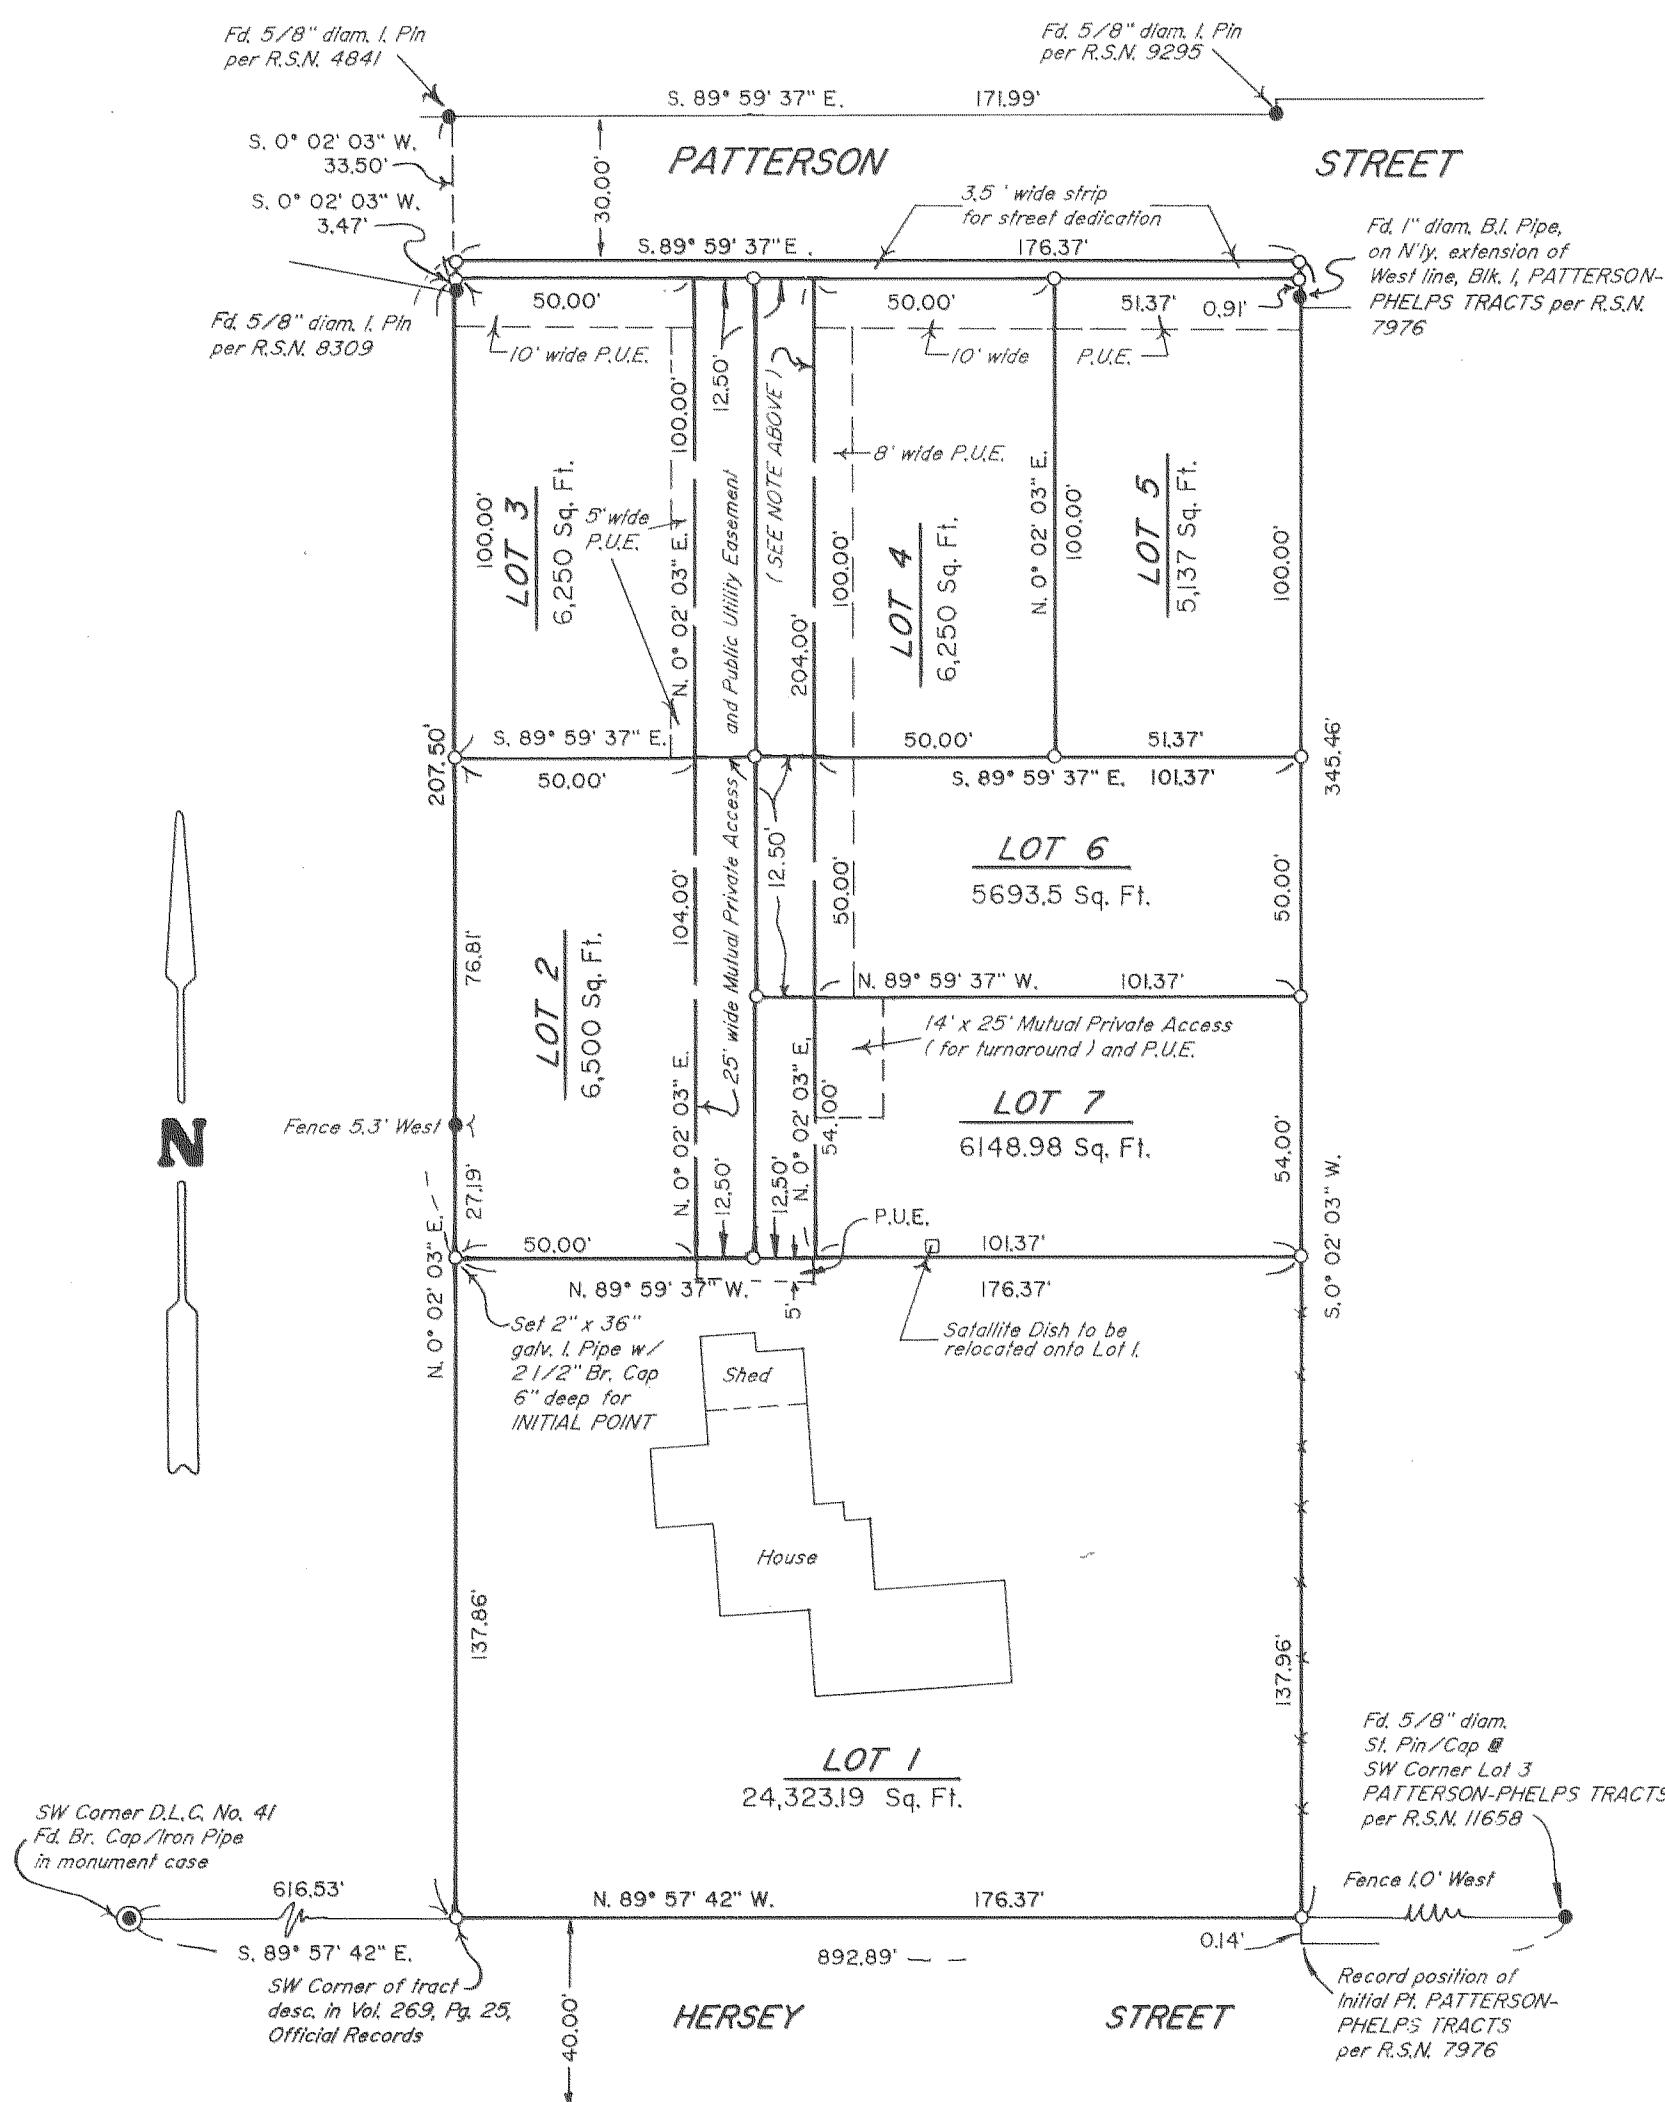 Fd. 5/8" diam. I. Pin
per R.S.N. 4841
Fd. 5/8" diam. I. Pin
per R.S.N. 9295
S. 89° 59' 37" E. 171.99'
S. 0° 02' 03" W.
33.50'
30.00'
PATTERSON STREET
S. 0° 02' 03" W.
3.47'
3.5' wide strip
for street dedication
S. 89° 59' 37" E. 176.37'
Fd. 1" diam. B.I. Pipe,
on N'ly. extension of
West line, Blk. 1, PATTERSON-
PHELPS TRACTS per R.S.N.
7976
50.00'
50.00'
51.37'
0.91'
Fd. 5/8" diam. I. Pin
per R.S.N. 8309
10' wide P.U.E.
10' wide P.U.E.
12.50'
100.00'
( SEE NOTE ABOVE )
8' wide P.U.E.
100.00'
LOT 3
6,250 Sq. Ft.
5' wide
P.U.E.
N. 0° 02' 03" E.
25' wide Mutual Private Access and Public Utility Easement
204.00'
100.00'
LOT 4
6,250 Sq. Ft.
N. 0° 02' 03" E.
100.00'
LOT 5
5,137 Sq. Ft.
100.00'
207.50'
S. 89° 59' 37" E.
50.00'
50.00'
51.37'
S. 89° 59' 37" E. 101.37'
345.46'
12.50'
LOT 6
5693.5 Sq. Ft.
50.00'
50.00'
76.81'
104.00'
LOT 2
6,500 Sq. Ft.
N. 89° 59' 37" W. 101.37'
14' x 25' Mutual Private Access
( for turnaround ) and P.U.E.
N. 0° 02' 03" E.
N. 0° 02' 03" E.
54.00'
LOT 7
6148.98 Sq. Ft.
54.00'
N
Fence 5.3' West
27.19'
12.50'
12.50'
P.U.E.
N. 0° 02' 03" E.
S. 0° 02' 03" W.
50.00'
101.37'
N. 89° 59' 37" W. 176.37'
5'
Set 2" x 36"
galv. I. Pipe w/
2 1/2" Br. Cap
6" deep for
INITIAL POINT
Satallite Dish to be
relocated onto Lot 1.
Shed
House
137.86'
137.96'
LOT 1
24,323.19 Sq. Ft.
Fd. 5/8" diam.
St. Pin/Cap @
SW Corner Lot 3
PATTERSON-PHELPS TRACTS
per R.S.N. 11658
SW Corner D.L.C. No. 41
Fd. Br. Cap/Iron Pipe
in monument case
616.53'
N. 89° 57' 42" W. 176.37'
Fence 1.0' West
S. 89° 57' 42" E. 892.89'
0.14'
SW Corner of tract
desc. in Vol. 269, Pg. 25,
Official Records
40.00'
HERSEY STREET
Record position of
Initial Pt. PATTERSON-
PHELPS TRACTS
per R.S.N. 7976